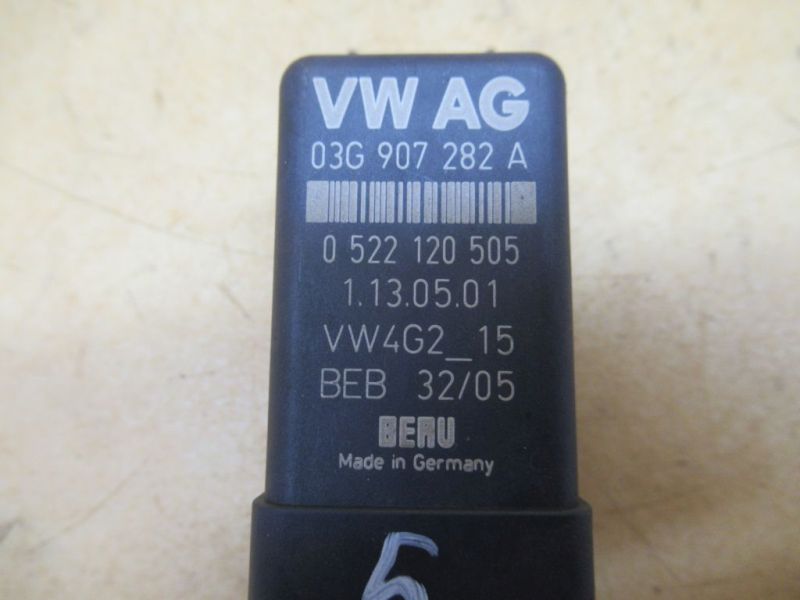 VW AG
03G 907 282 A
0 522 120 505
1.13.05.01
VW4G2_15
BEB 32/05
BERU
Made in Germany
5